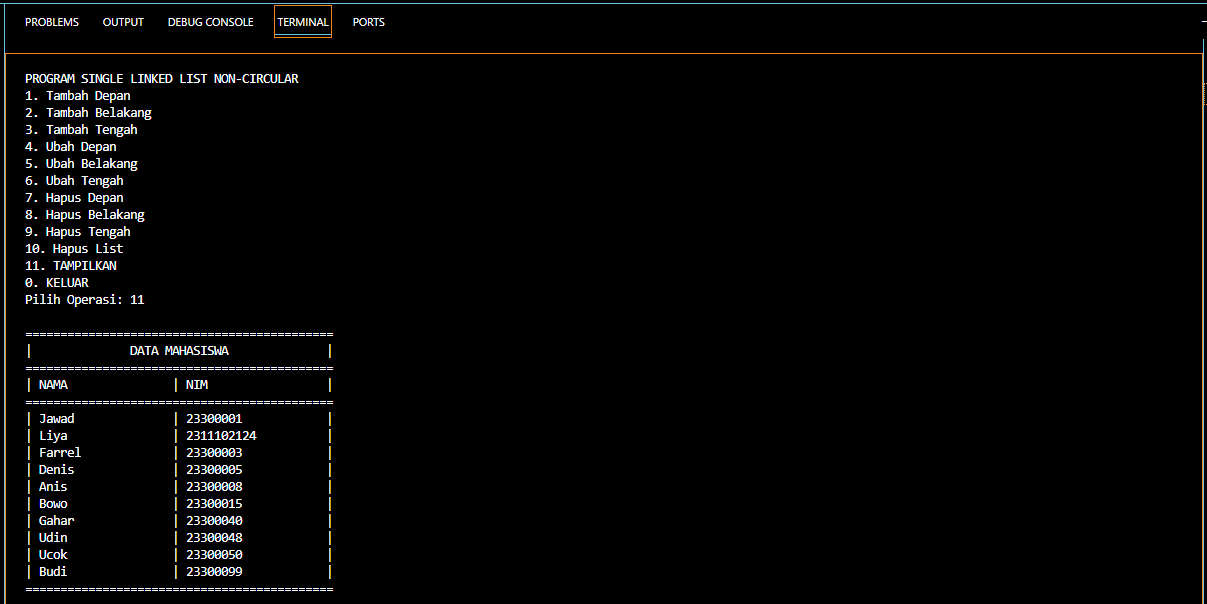 PROBLEMS OUTPUT DEBUG CONSOLE TERMINAL PORTS
PROGRAM SINGLE LINKED LIST NON-CIRCULAR
1. Tambah Depan
2. Tambah Belakang
3. Tambah Tengah
4. Ubah Depan
5. Ubah Belakang
6. Ubah Tengah
7. Hapus Depan
8. Hapus Belakang
9. Hapus Tengah
10. Hapus List
11. TAMPILKAN
0. KELUAR
Pilih Operasi: 11
============================================
| DATA MAHASISWA |
============================================
| NAMA | NIM |
============================================
| Jawad | 23300001 |
| Liya | 2311102124 |
| Farrel | 23300003 |
| Denis | 23300005 |
| Anis | 23300008 |
| Bowo | 23300015 |
| Gahar | 23300040 |
| Udin | 23300048 |
| Ucok | 23300050 |
| Budi | 23300099 |
============================================